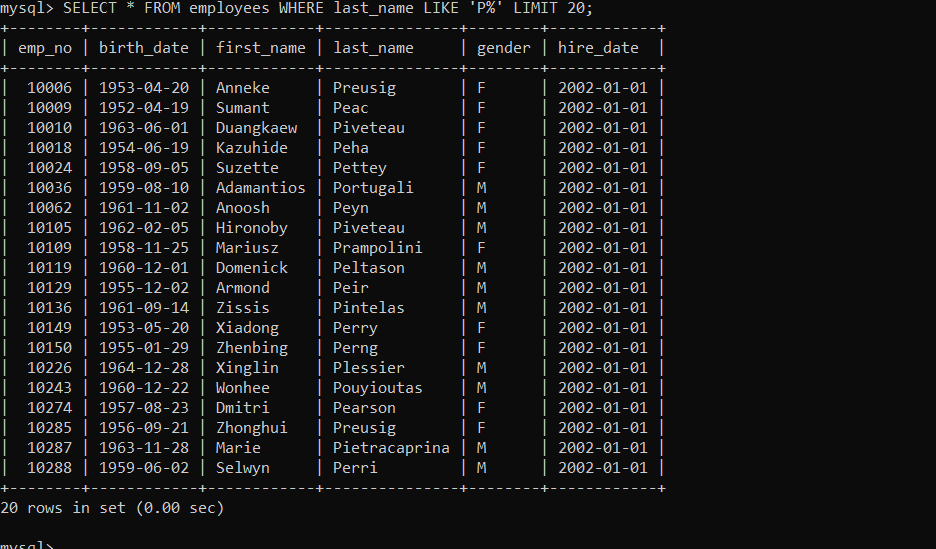 mysql> SELECT * FROM employees WHERE last_name LIKE 'P%' LIMIT 20;
+--------+------------+------------+--------------+--------+------------+
| emp_no | birth_date | first_name | last_name    | gender | hire_date  |
+--------+------------+------------+--------------+--------+------------+
|  10006 | 1953-04-20 | Anneke     | Preusig      | F      | 2002-01-01 |
|  10009 | 1952-04-19 | Sumant     | Peac         | F      | 2002-01-01 |
|  10010 | 1963-06-01 | Duangkaew  | Piveteau     | F      | 2002-01-01 |
|  10018 | 1954-06-19 | Kazuhide   | Peha         | F      | 2002-01-01 |
|  10024 | 1958-09-05 | Suzette    | Pettey       | F      | 2002-01-01 |
|  10036 | 1959-08-10 | Adamantios | Portugali    | M      | 2002-01-01 |
|  10062 | 1961-11-02 | Anoosh     | Peyn         | M      | 2002-01-01 |
|  10105 | 1962-02-05 | Hironoby   | Piveteau     | M      | 2002-01-01 |
|  10109 | 1958-11-25 | Mariusz    | Prampolini   | F      | 2002-01-01 |
|  10119 | 1960-12-01 | Domenick   | Peltason     | M      | 2002-01-01 |
|  10129 | 1955-12-02 | Armond     | Peir         | M      | 2002-01-01 |
|  10136 | 1961-09-14 | Zissis     | Pintelas     | M      | 2002-01-01 |
|  10149 | 1953-05-20 | Xiadong    | Perry        | F      | 2002-01-01 |
|  10150 | 1955-01-29 | Zhenbing   | Perng        | F      | 2002-01-01 |
|  10226 | 1964-12-28 | Xinglin    | Plessier     | M      | 2002-01-01 |
|  10243 | 1960-12-22 | Wonhee     | Pouyioutas   | M      | 2002-01-01 |
|  10274 | 1957-08-23 | Dmitri     | Pearson      | F      | 2002-01-01 |
|  10285 | 1956-09-21 | Zhonghui   | Preusig      | F      | 2002-01-01 |
|  10287 | 1963-11-28 | Marie      | Pietracaprina | M      | 2002-01-01 |
|  10288 | 1959-06-02 | Selwyn     | Perri        | M      | 2002-01-01 |
+--------+------------+------------+--------------+--------+------------+
20 rows in set (0.00 sec)
mysql>